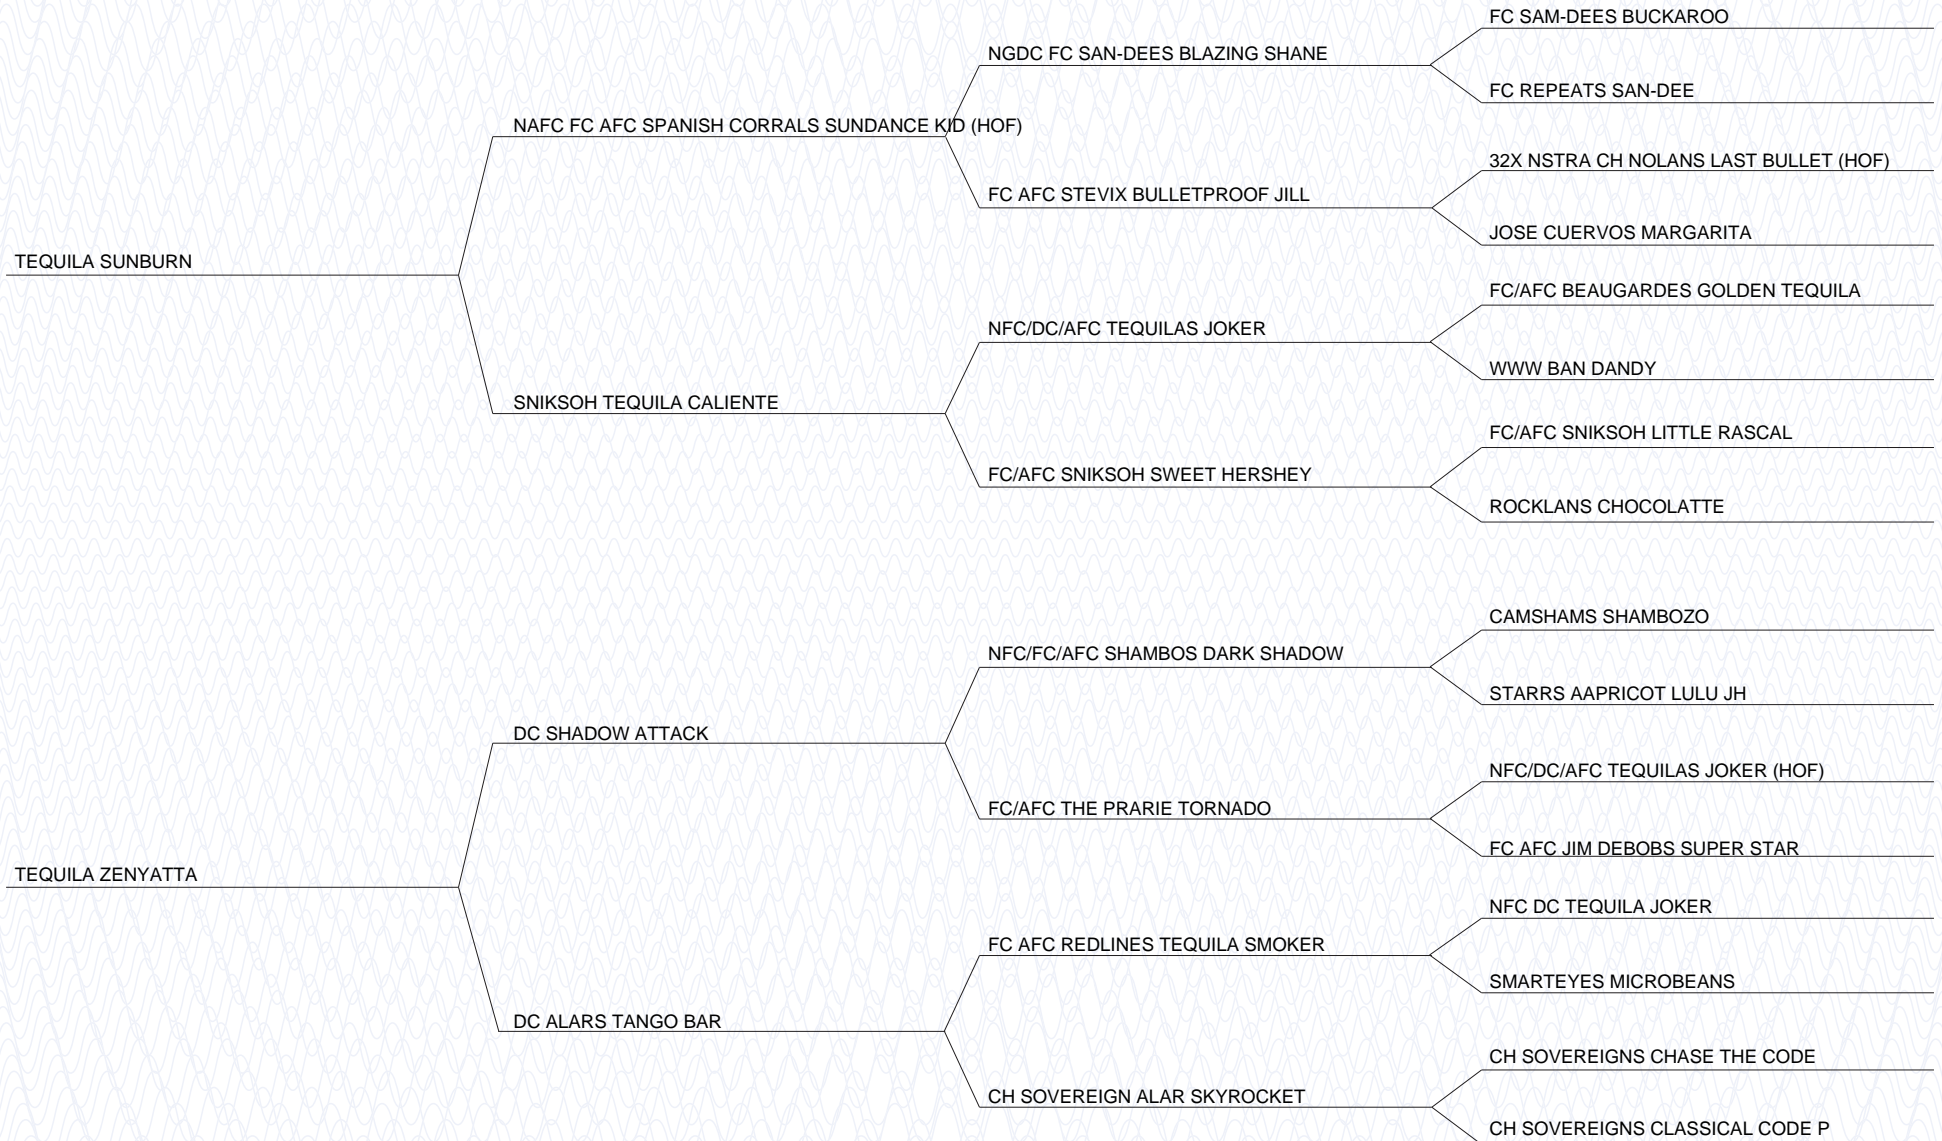 FC SAM-DEES BUCKAROO
NGDC FC SAN-DEES BLAZING SHANE
FC REPEATS SAN-DEE
NAFC FC AFC SPANISH CORRALS SUNDANCE KID (HOF)
32X NSTRA CH NOLANS LAST BULLET (HOF)
FC AFC STEVIX BULLETPROOF JILL
JOSE CUERVOS MARGARITA
TEQUILA SUNBURN
FC/AFC BEAUGARDES GOLDEN TEQUILA
NFC/DC/AFC TEQUILAS JOKER
WWW BAN DANDY
SNIKSOH TEQUILA CALIENTE
FC/AFC SNIKSOH LITTLE RASCAL
FC/AFC SNIKSOH SWEET HERSHEY
ROCKLANS CHOCOLATTE
CAMSHAMS SHAMBOZO
NFC/FC/AFC SHAMBOS DARK SHADOW
STARRS AAPRICOT LULU JH
DC SHADOW ATTACK
NFC/DC/AFC TEQUILAS JOKER (HOF)
FC/AFC THE PRARIE TORNADO
FC AFC JIM DEBOBS SUPER STAR
TEQUILA ZENYATTA
NFC DC TEQUILA JOKER
FC AFC REDLINES TEQUILA SMOKER
SMARTEYES MICROBEANS
DC ALARS TANGO BAR
CH SOVEREIGNS CHASE THE CODE
CH SOVEREIGN ALAR SKYROCKET
CH SOVEREIGNS CLASSICAL CODE P